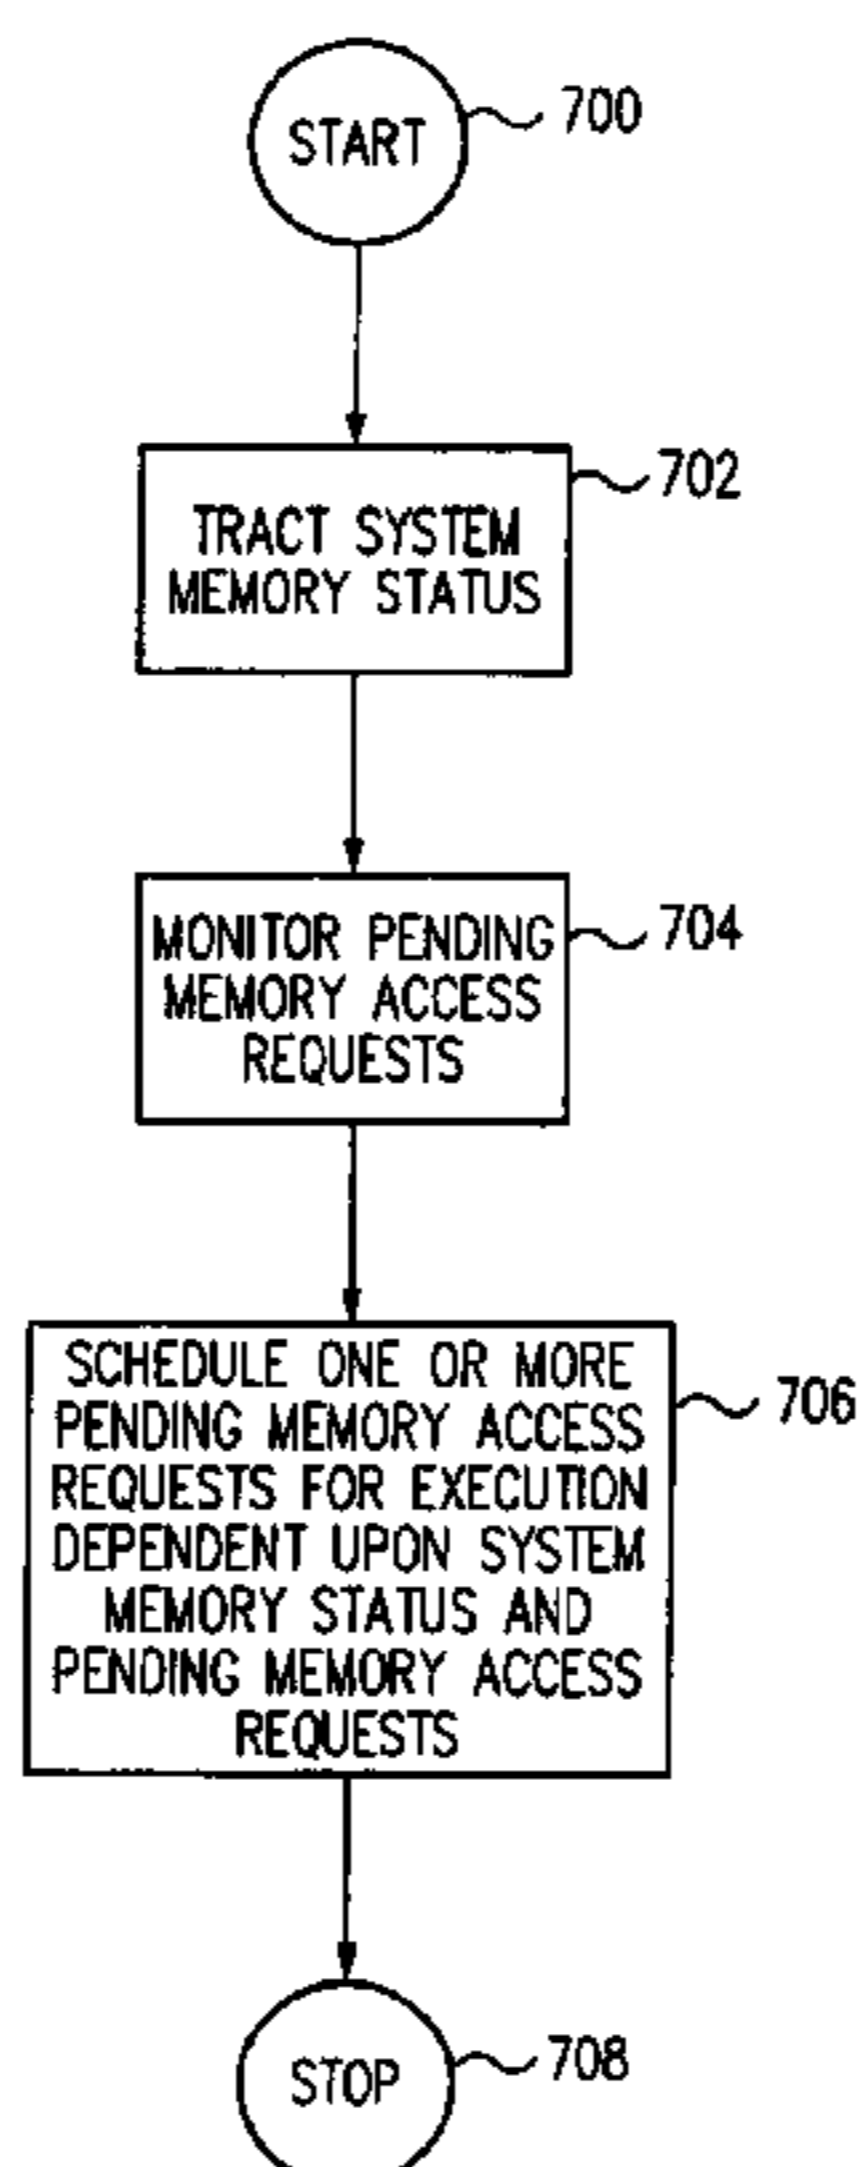 START
700
TRACT SYSTEM
MEMORY STATUS
702
MONITOR PENDING
MEMORY ACCESS
REQUESTS
704
SCHEDULE ONE OR MORE
PENDING MEMORY ACCESS
REQUESTS FOR EXECUTION
DEPENDENT UPON SYSTEM
MEMORY STATUS AND
PENDING MEMORY ACCESS
REQUESTS
706
STOP
708